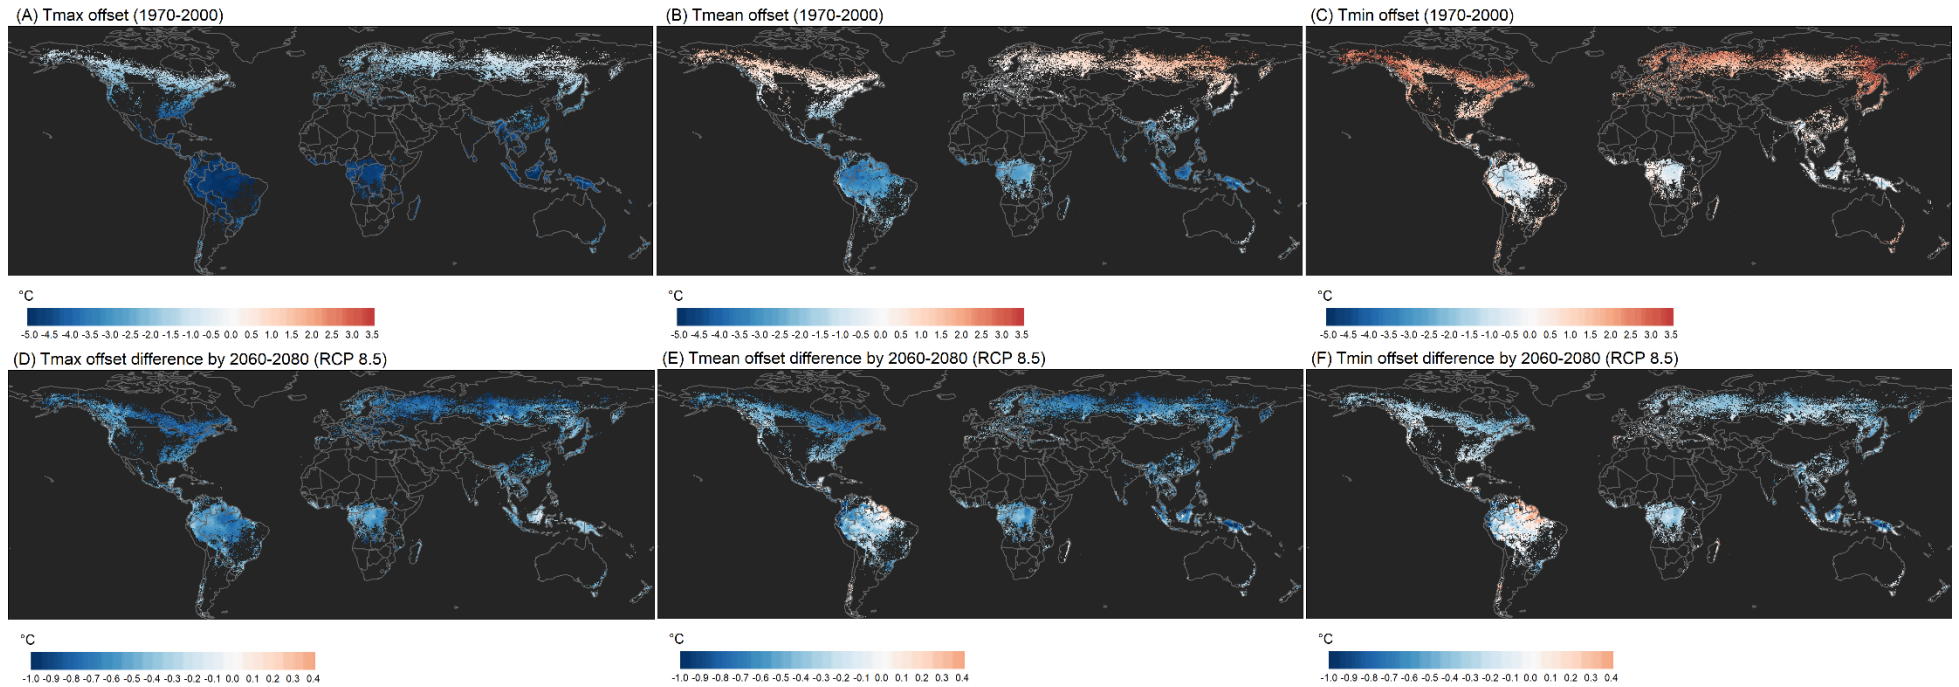 (A) Tmax offset (1970-2000)
(B) Tmean offset (1970-2000)
(C) Tmin offset (1970-2000)
°C
-5.0 -4.5 -4.0 -3.5 -3.0 -2.5 -2.0 -1.5 -1.0 -0.5 0.0 0.5 1.0 1.5 2.0 2.5 3.0 3.5
°C
-5.0 -4.5 -4.0 -3.5 -3.0 -2.5 -2.0 -1.5 -1.0 -0.5 0.0 0.5 1.0 1.5 2.0 2.5 3.0 3.5
°C
-5.0 -4.5 -4.0 -3.5 -3.0 -2.5 -2.0 -1.5 -1.0 -0.5 0.0 0.5 1.0 1.5 2.0 2.5 3.0 3.5
(D) Tmax offset difference by 2060-2080 (RCP 8.5)
(E) Tmean offset difference by 2060-2080 (RCP 8.5)
(F) Tmin offset difference by 2060-2080 (RCP 8.5)
°C
-1.0 -0.9 -0.8 -0.7 -0.6 -0.5 -0.4 -0.3 -0.2 -0.1 0.0 0.1 0.2 0.3 0.4
°C
-1.0 -0.9 -0.8 -0.7 -0.6 -0.5 -0.4 -0.3 -0.2 -0.1 0.0 0.1 0.2 0.3 0.4
°C
-1.0 -0.9 -0.8 -0.7 -0.6 -0.5 -0.4 -0.3 -0.2 -0.1 0.0 0.1 0.2 0.3 0.4